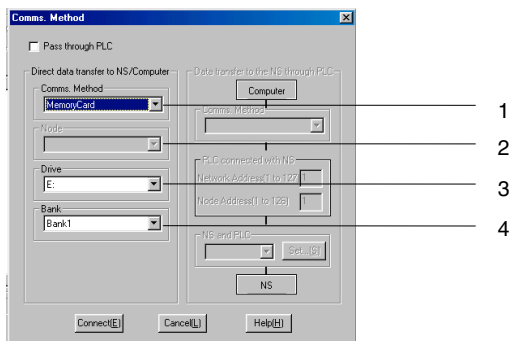 Comms. Method
Pass through PLC
Direct data transfer to NS/Computer
Comms. Method
MemoryCard
Node
Drive
E:
Bank
Bank1
Data transfer to the NS through PLC
Computer
Comms. Method
PLC connected with NS
Network Address(1 to 127) 1
Node Address(1 to 126) 1
NS and PLC
Set...(S)
NS
Connect(E) Cancel(L) Help(H)
1
2
3
4